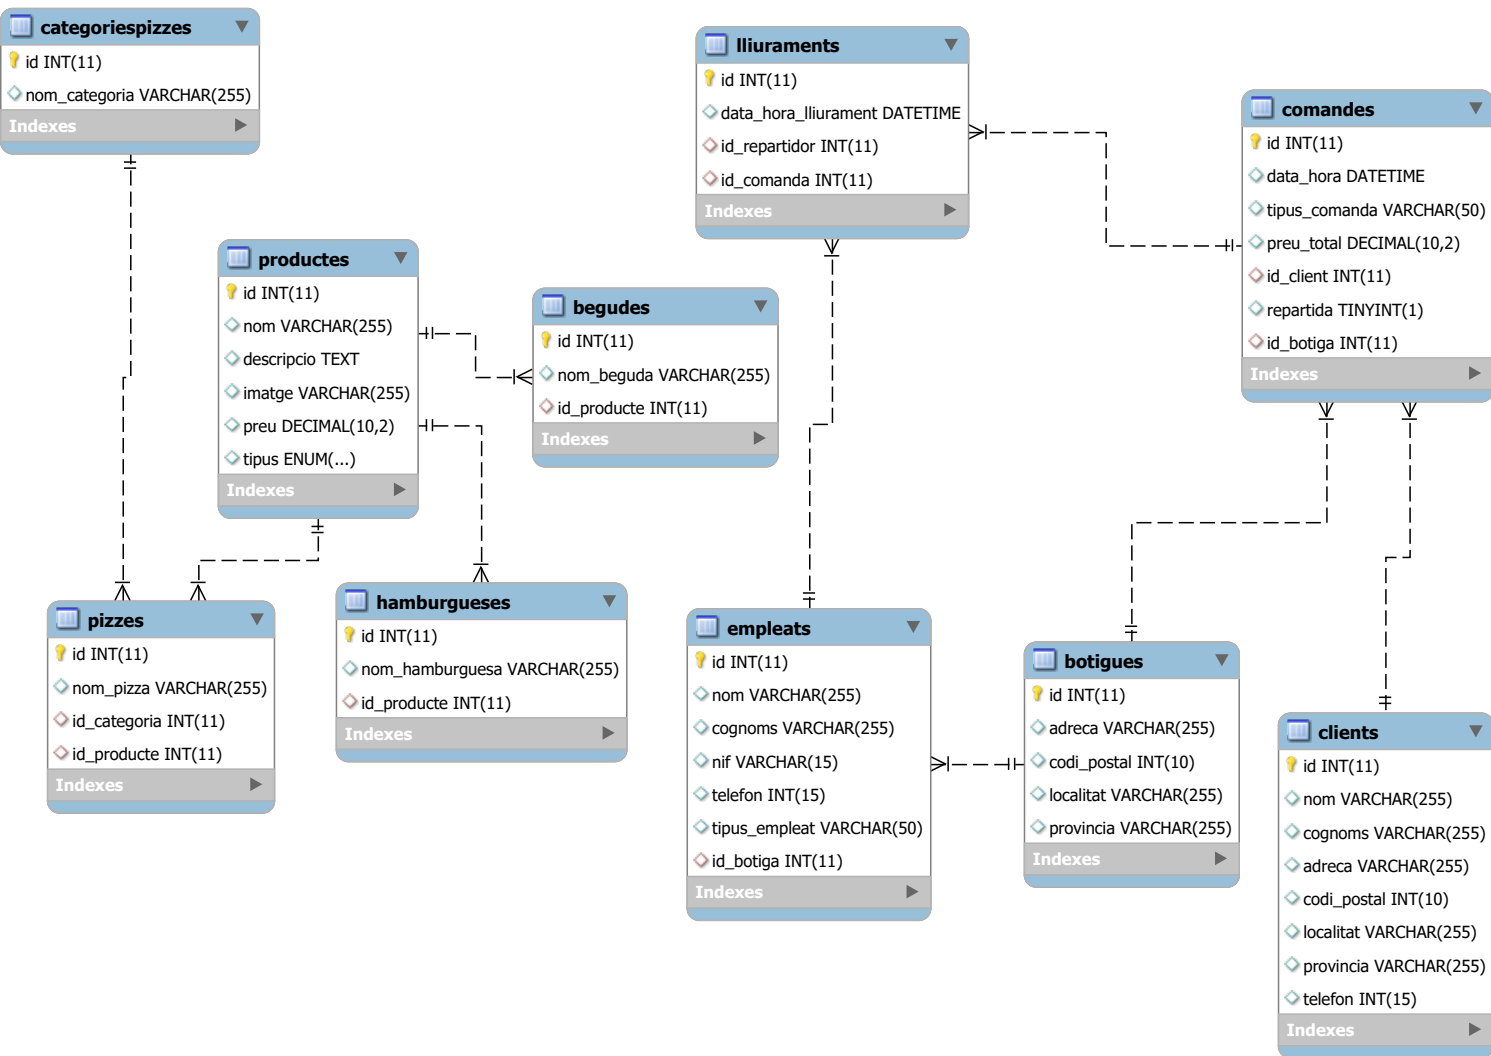 categoriespizzes
id INT(11)
nom_categoria VARCHAR(255)
Indexes
lliuraments
id INT(11)
data_hora_lliurament DATETIME
id_repartidor INT(11)
id_comanda INT(11)
Indexes
comandes
id INT(11)
data_hora DATETIME
tipus_comanda VARCHAR(50)
preu_total DECIMAL(10,2)
id_client INT(11)
repartida TINYINT(1)
id_botiga INT(11)
Indexes
productes
id INT(11)
nom VARCHAR(255)
descripcio TEXT
imatge VARCHAR(255)
preu DECIMAL(10,2)
tipus ENUM(...)
Indexes
begudes
id INT(11)
nom_beguda VARCHAR(255)
id_producte INT(11)
Indexes
pizzes
id INT(11)
nom_pizza VARCHAR(255)
id_categoria INT(11)
id_producte INT(11)
Indexes
hamburgueses
id INT(11)
nom_hamburguesa VARCHAR(255)
id_producte INT(11)
Indexes
empleats
id INT(11)
nom VARCHAR(255)
cognoms VARCHAR(255)
nif VARCHAR(15)
telefon INT(15)
tipus_empleat VARCHAR(50)
id_botiga INT(11)
Indexes
botigues
id INT(11)
adreca VARCHAR(255)
codi_postal INT(10)
localitat VARCHAR(255)
provincia VARCHAR(255)
Indexes
clients
id INT(11)
nom VARCHAR(255)
cognoms VARCHAR(255)
adreca VARCHAR(255)
codi_postal INT(10)
localitat VARCHAR(255)
provincia VARCHAR(255)
telefon INT(15)
Indexes